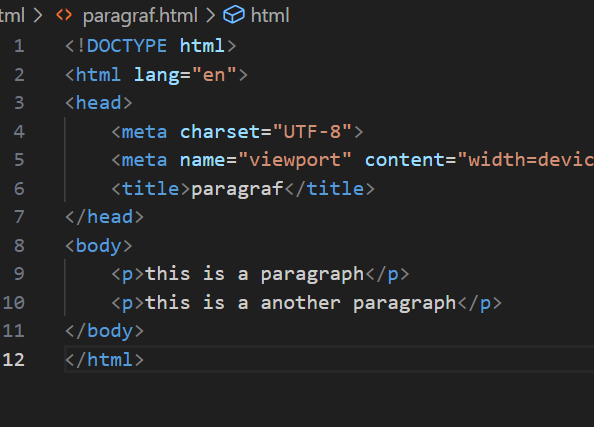 tml > paragraf.html > html
1 <!DOCTYPE html>
2 <html lang="en">
3 <head>
4     <meta charset="UTF-8">
5     <meta name="viewport" content="width=devic
6     <title>paragraf</title>
7 </head>
8 <body>
9     <p>this is a paragraph</p>
10     <p>this is a another paragraph</p>
11 </body>
12 </html>